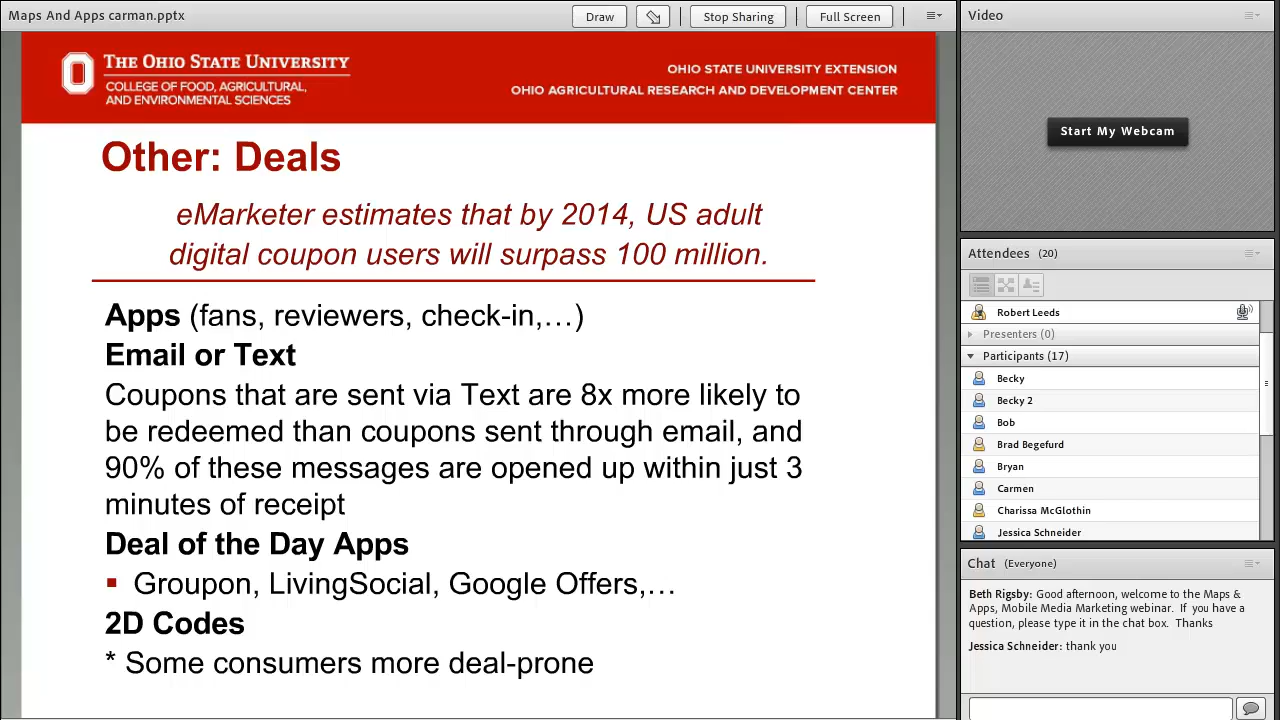 Maps And Apps carman.pptx
Draw
Stop Sharing
Full Screen
THE OHIO STATE UNIVERSITY
COLLEGE OF FOOD, AGRICULTURAL,
AND ENVIRONMENTAL SCIENCES
OHIO STATE UNIVERSITY EXTENSION
OHIO AGRICULTURAL RESEARCH AND DEVELOPMENT CENTER
Other: Deals
eMarketer estimates that by 2014, US adult
digital coupon users will surpass 100 million.
Apps (fans, reviewers, check-in,…)
Email or Text
Coupons that are sent via Text are 8x more likely to
be redeemed than coupons sent through email, and
90% of these messages are opened up within just 3
minutes of receipt
Deal of the Day Apps
▪ Groupon, LivingSocial, Google Offers,…
2D Codes
* Some consumers more deal-prone
Video
Start My Webcam
Attendees (20)
Robert Leeds
Presenters (0)
Participants (17)
Becky
Becky 2
Bob
Brad Begefurd
Bryan
Carmen
Charissa McGlothin
Jessica Schneider
Chat (Everyone)
Beth Rigsby: Good afternoon, welcome to the Maps &
Apps, Mobile Media Marketing webinar. If you have a
question, please type it in the chat box. Thanks
Jessica Schneider: thank you